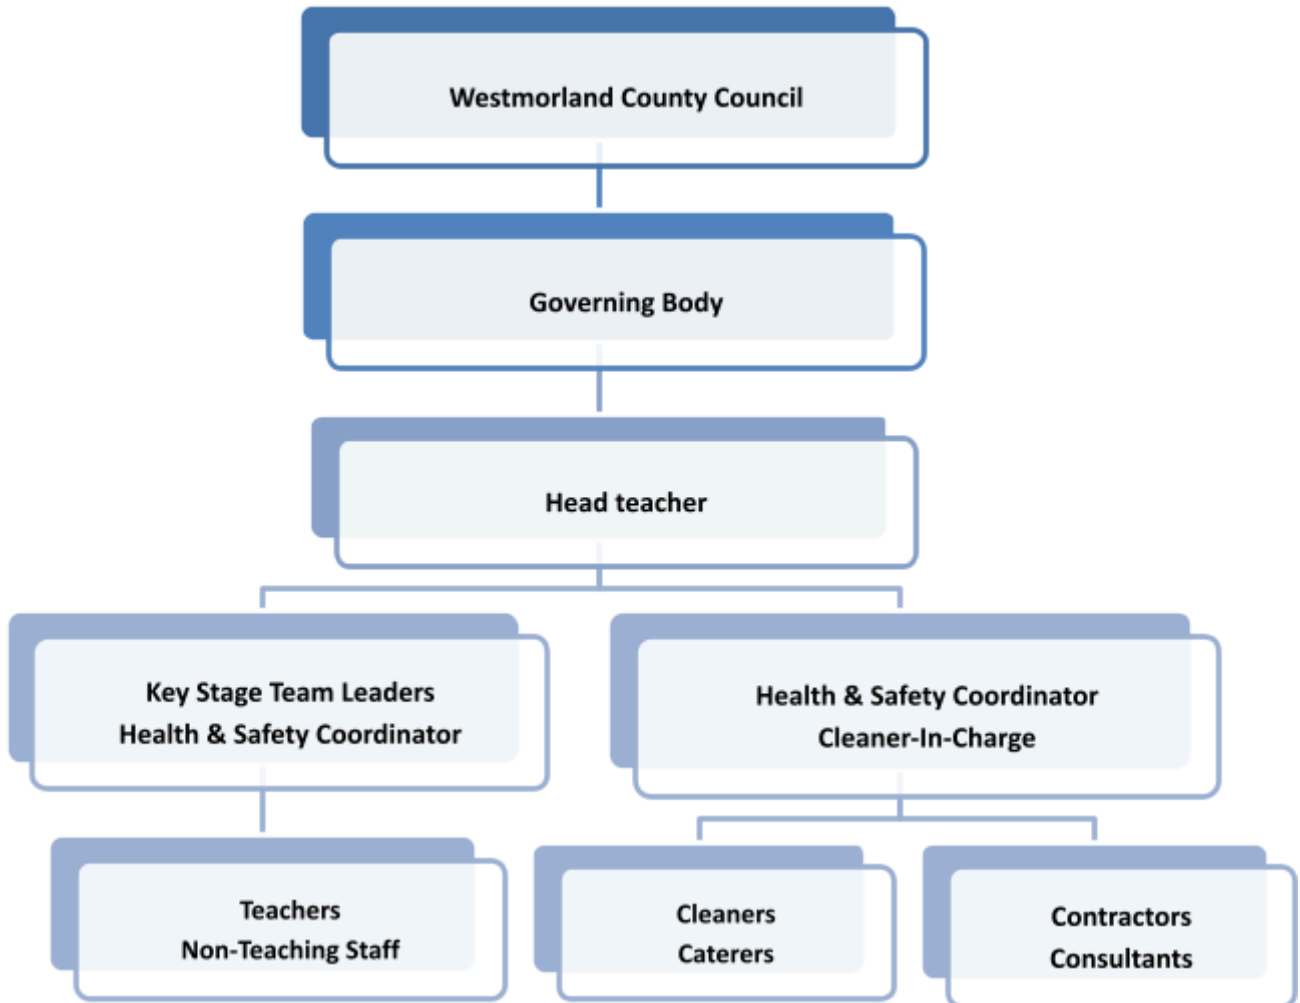 Westmorland County Council
Governing Body
Head teacher
Key Stage Team Leaders
Health & Safety Coordinator
Health & Safety Coordinator
Cleaner-In-Charge
Teachers
Non-Teaching Staff
Cleaners
Caterers
Contractors
Consultants